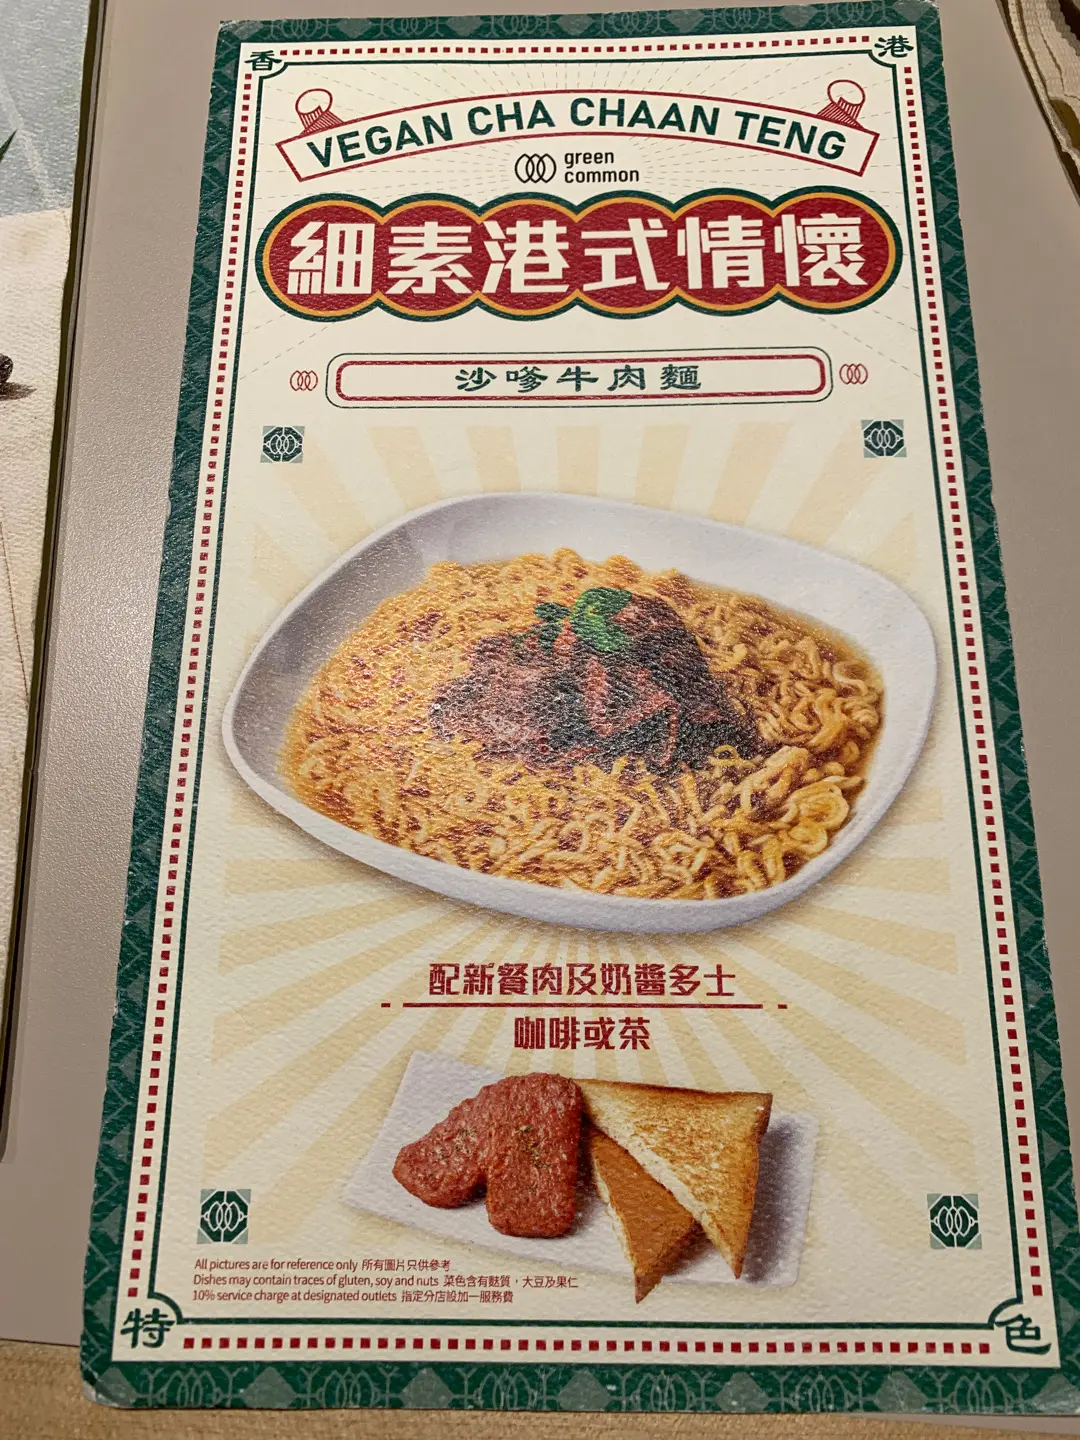 香 港
VEGAN CHA CHAAN TENG
green
common
細素港式情懷
沙嗲牛肉麵
配新餐肉及奶醬多士
咖啡或茶
All pictures are for reference only 所有圖片只供參考
Dishes may contain traces of gluten, soy and nuts 菜色含有麩質，大豆及果仁
10% service charge at designated outlets 指定分店設加一服務費
特 色